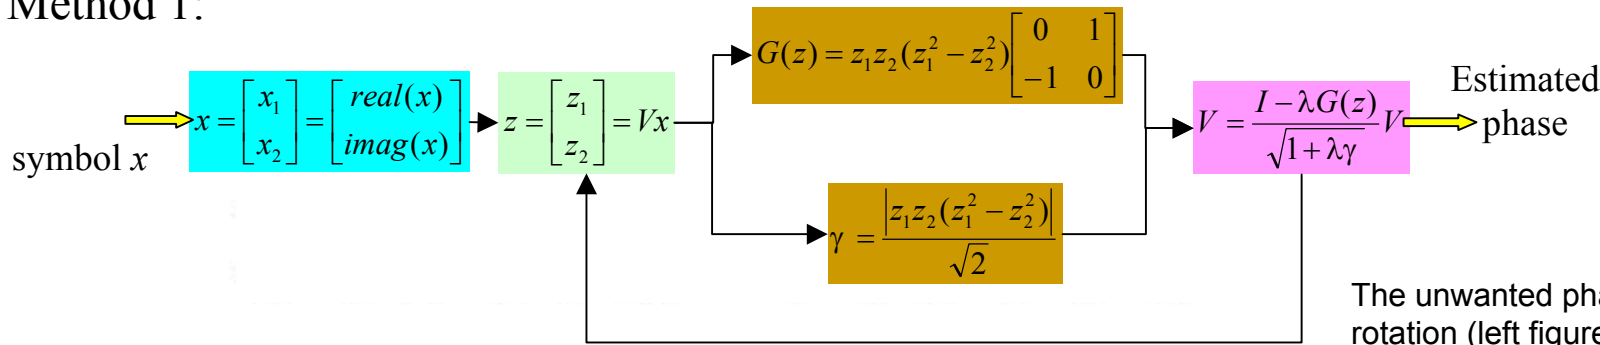 Method 1:
symbol x
x = [x₁ x₂] = [real(x) imag(x)]
z = [z₁ z₂] = Vx
G(z) = z₁z₂(z₁² − z₂²)[0 1 −1 0]
γ = |z₁z₂(z₁² − z₂²)| / √2
V = (I − λG(z)) / √(1 + λγ) V
Estimated
phase
The unwanted pha
rotation (left figure